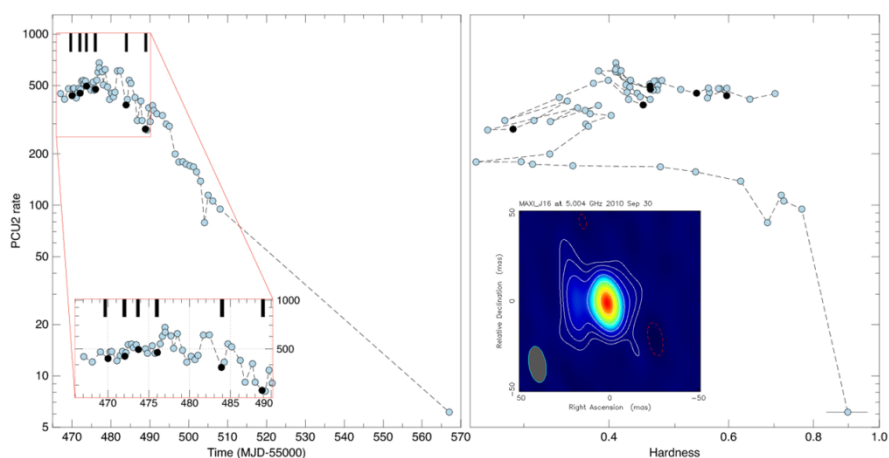 1000
500
200
100
50
20
10
5
PCU2 rate
1000
500
470 475 480 485 490
470 480 490 500 510 520 530 540 550 560 570
Time (MJD-55000)
MAXI_J16 at 5.004 GHz 2010 Sep 30
50
0
-50
Relative Declination (mas)
50 0 -50
Right Ascension (mas)
0.4 0.6 0.8 1.0
Hardness